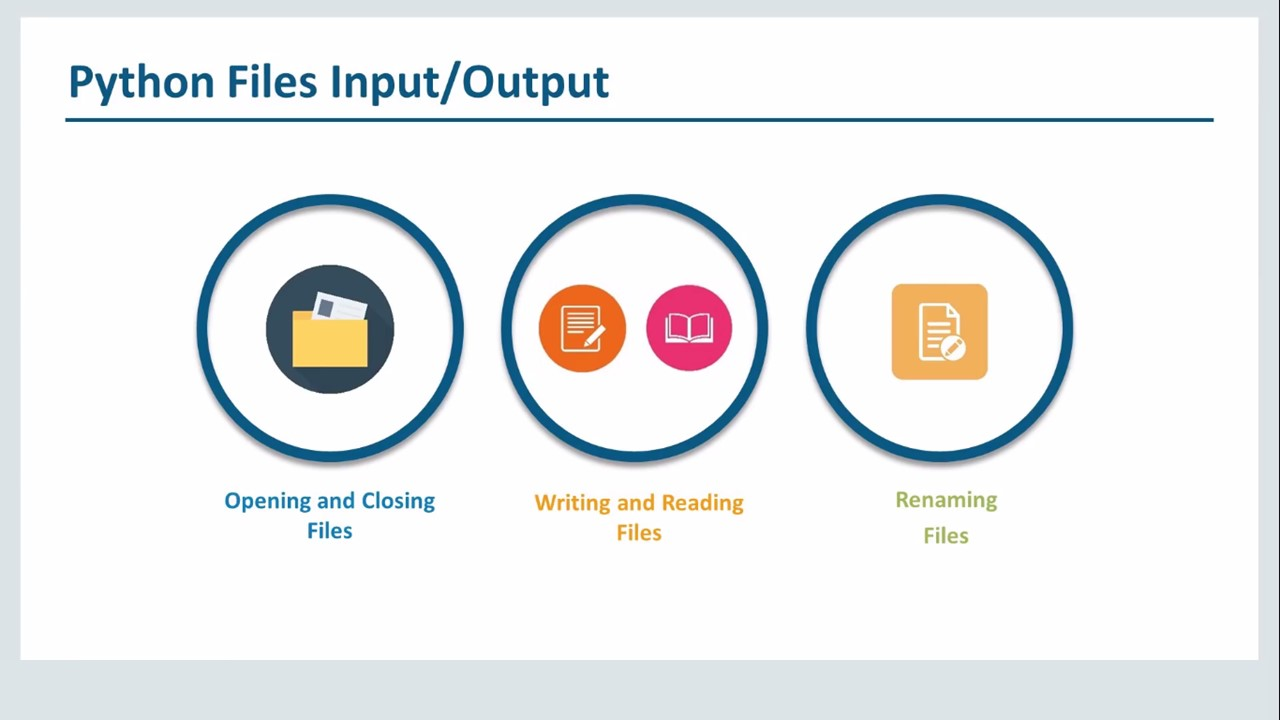 Python Files Input/Output
Opening and Closing
Files
Writing and Reading
Files
Renaming
Files